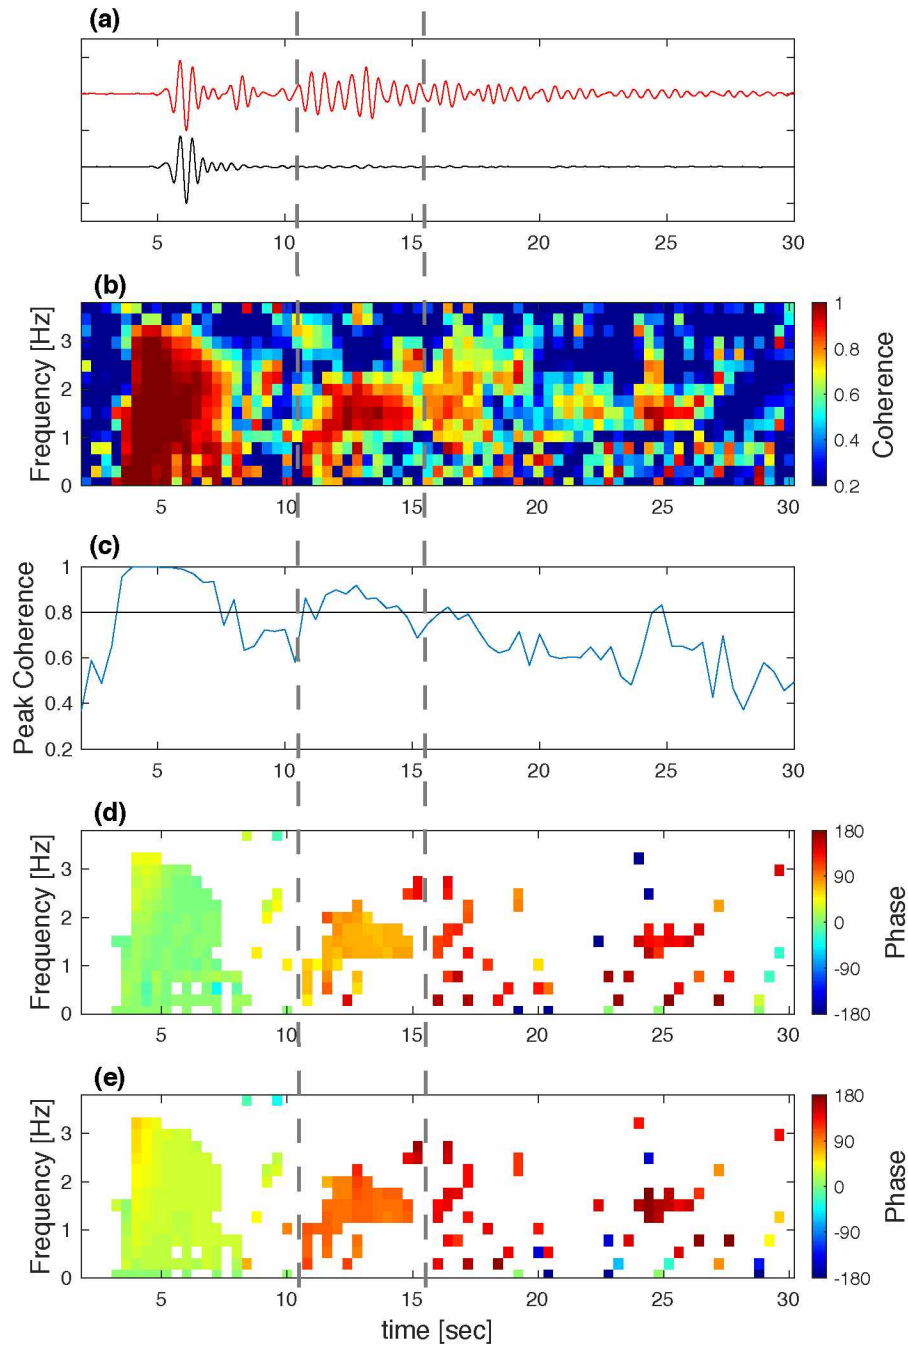 (a)
5 10 15 20 25 30
(b)
Frequency [Hz]
3
2
1
0
5 10 15 20 25 30
1
0.8
0.6
0.4
0.2
Coherence
(c)
Peak Coherence
1
0.8
0.6
0.4
0.2
5 10 15 20 25 30
(d)
Frequency [Hz]
3
2
1
0
5 10 15 20 25 30
180
90
0
-90
-180
Phase
(e)
Frequency [Hz]
3
2
1
0
5 10 15 20 25 30
180
90
0
-90
-180
Phase
time [sec]